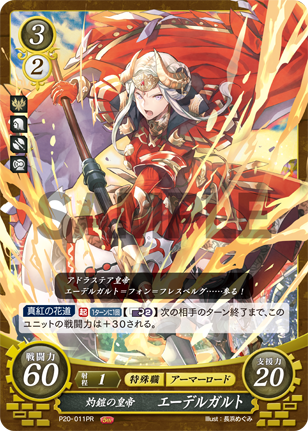 3
2
SAMPLE
アドラステア皇帝
エーデルガルト＝フォン＝フレスベルグ……参る！
真紅の花道 起 1ターンに1回 [2] 次の相手のターン終了まで、この
ユニットの戦闘力は＋30される。
戦闘力 60
射程 1 特殊職 アーマーロード
支援力 20
灼鎧の皇帝 エーデルガルト
P20-011PR Illust：長浜めぐみ